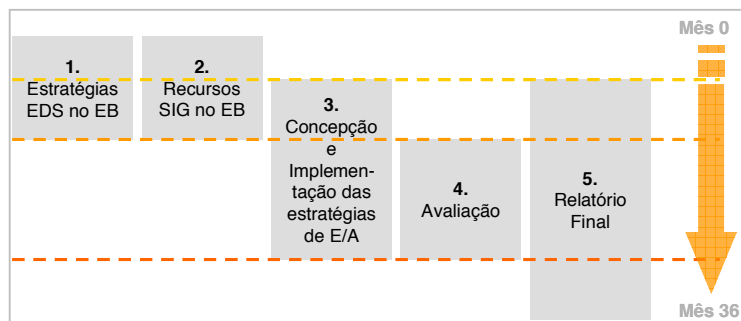 Mês 0
1.
Estratégias
EDS no EB
2.
Recursos
SIG no EB
3.
Concepção
e
Implemen-
tação das
estratégias
de E/A
4.
Avaliação
5.
Relatório
Final
Mês 36